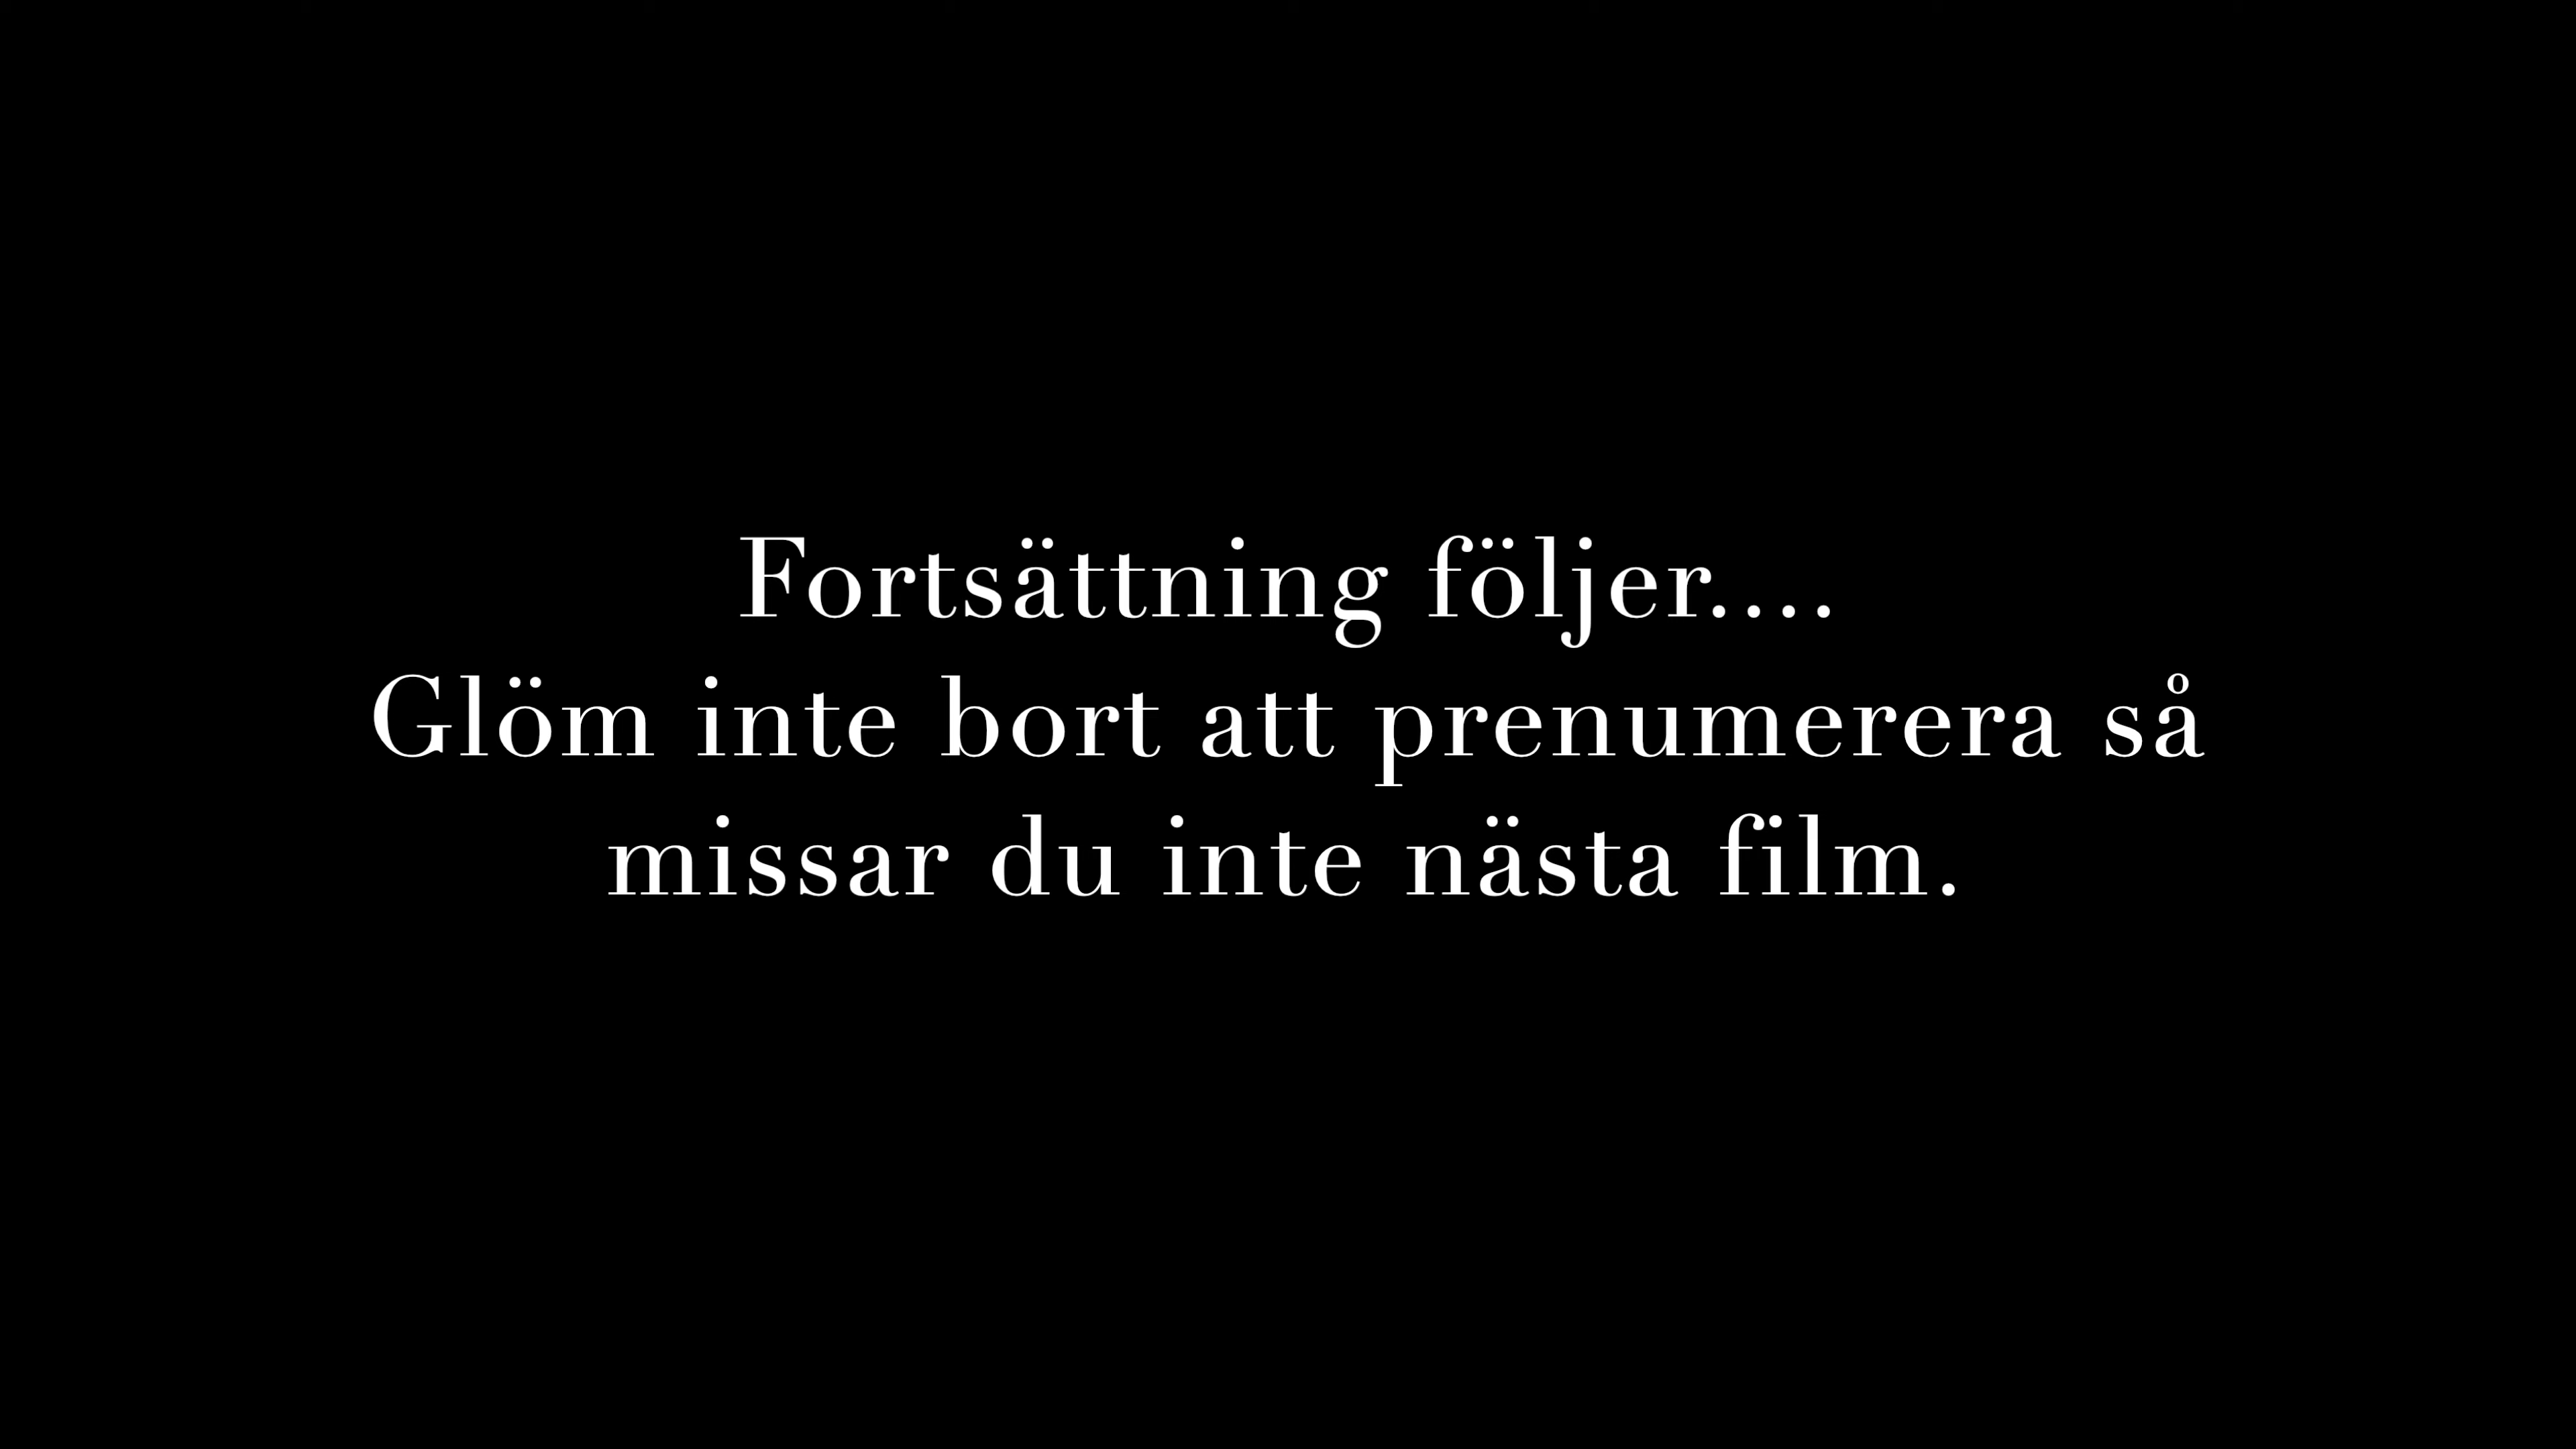 Fortsättning följer....
Glöm inte bort att prenumerera så
missar du inte nästa film.